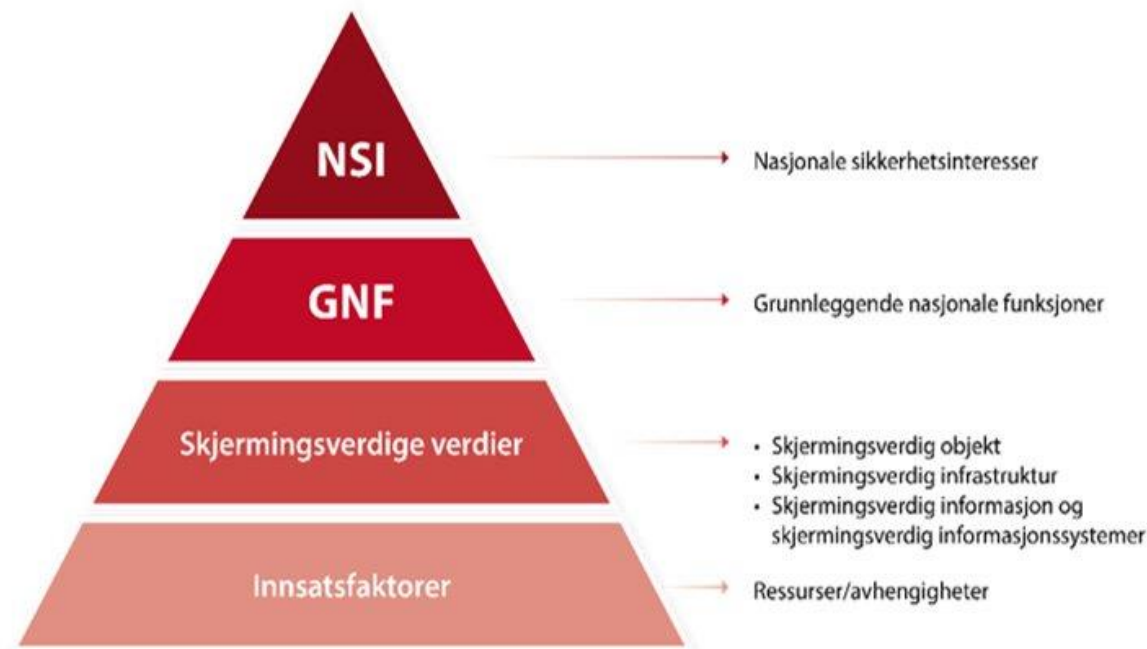 NSI
Nasjonale sikkerhetsinteresser
GNF
Grunnleggende nasjonale funksjoner
Skjermingsverdige verdier
• Skjermingsverdig objekt
• Skjermingsverdig infrastruktur
• Skjermingsverdig informasjon og
skjermingsverdig informasjonssystemer
Innsatsfaktorer
Ressurser/avhengigheter